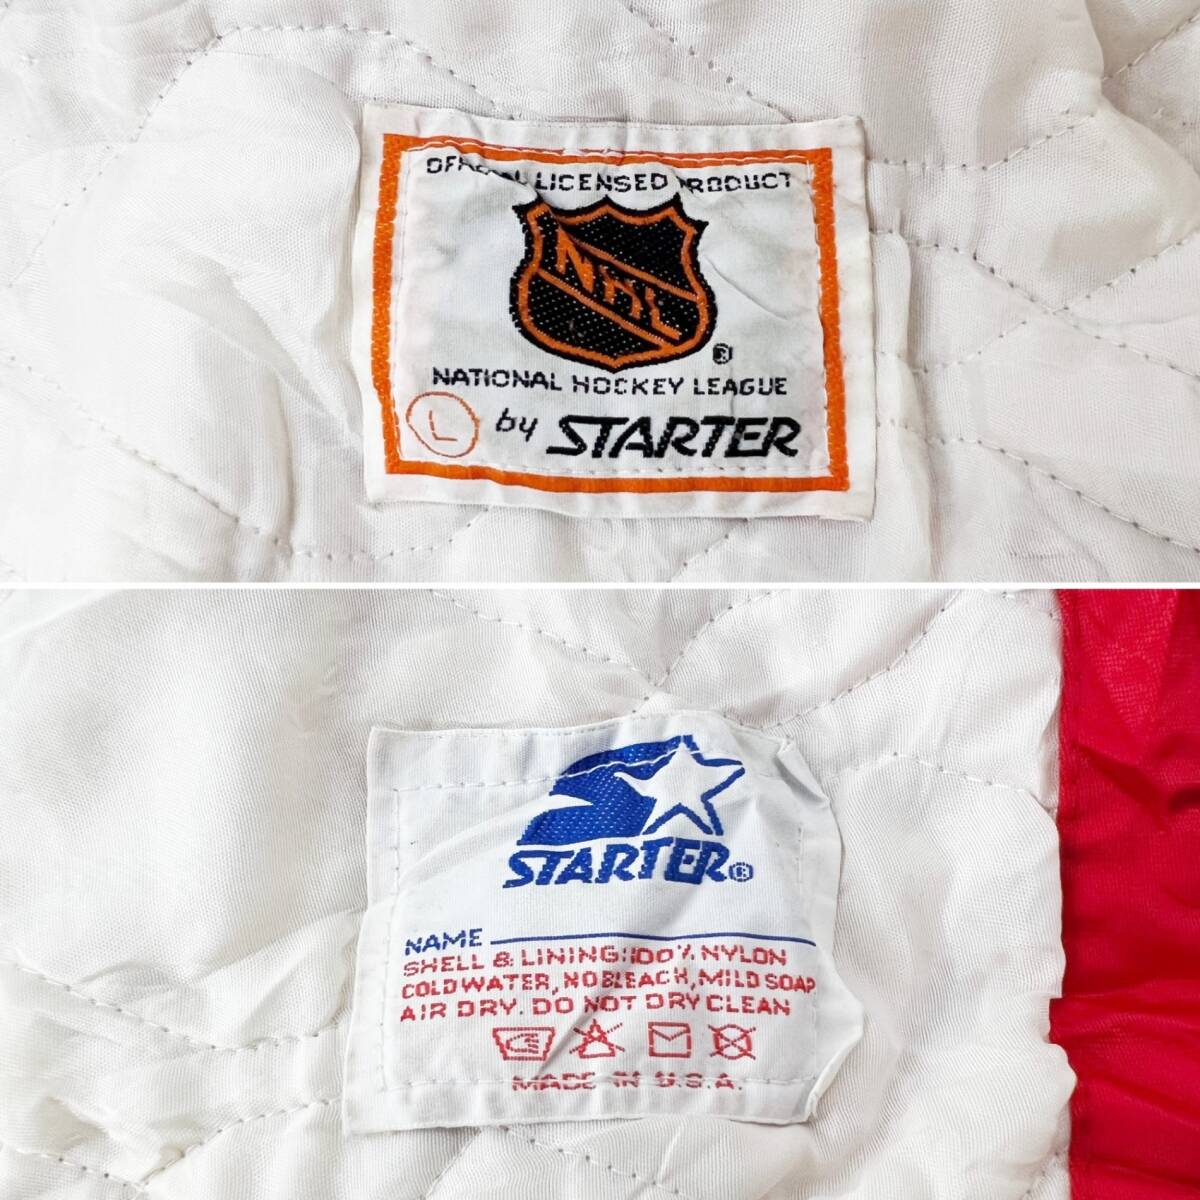 OFFICIAL LICENSED PRODUCT
NHL
®
NATIONAL HOCKEY LEAGUE
L by STARTER
STARTER®
NAME
SHELL & LINING:100% NYLON
COLD WATER, NO BLEACH, MILD SOAP.
AIR DRY. DO NOT DRY CLEAN
MADE IN U.S.A.